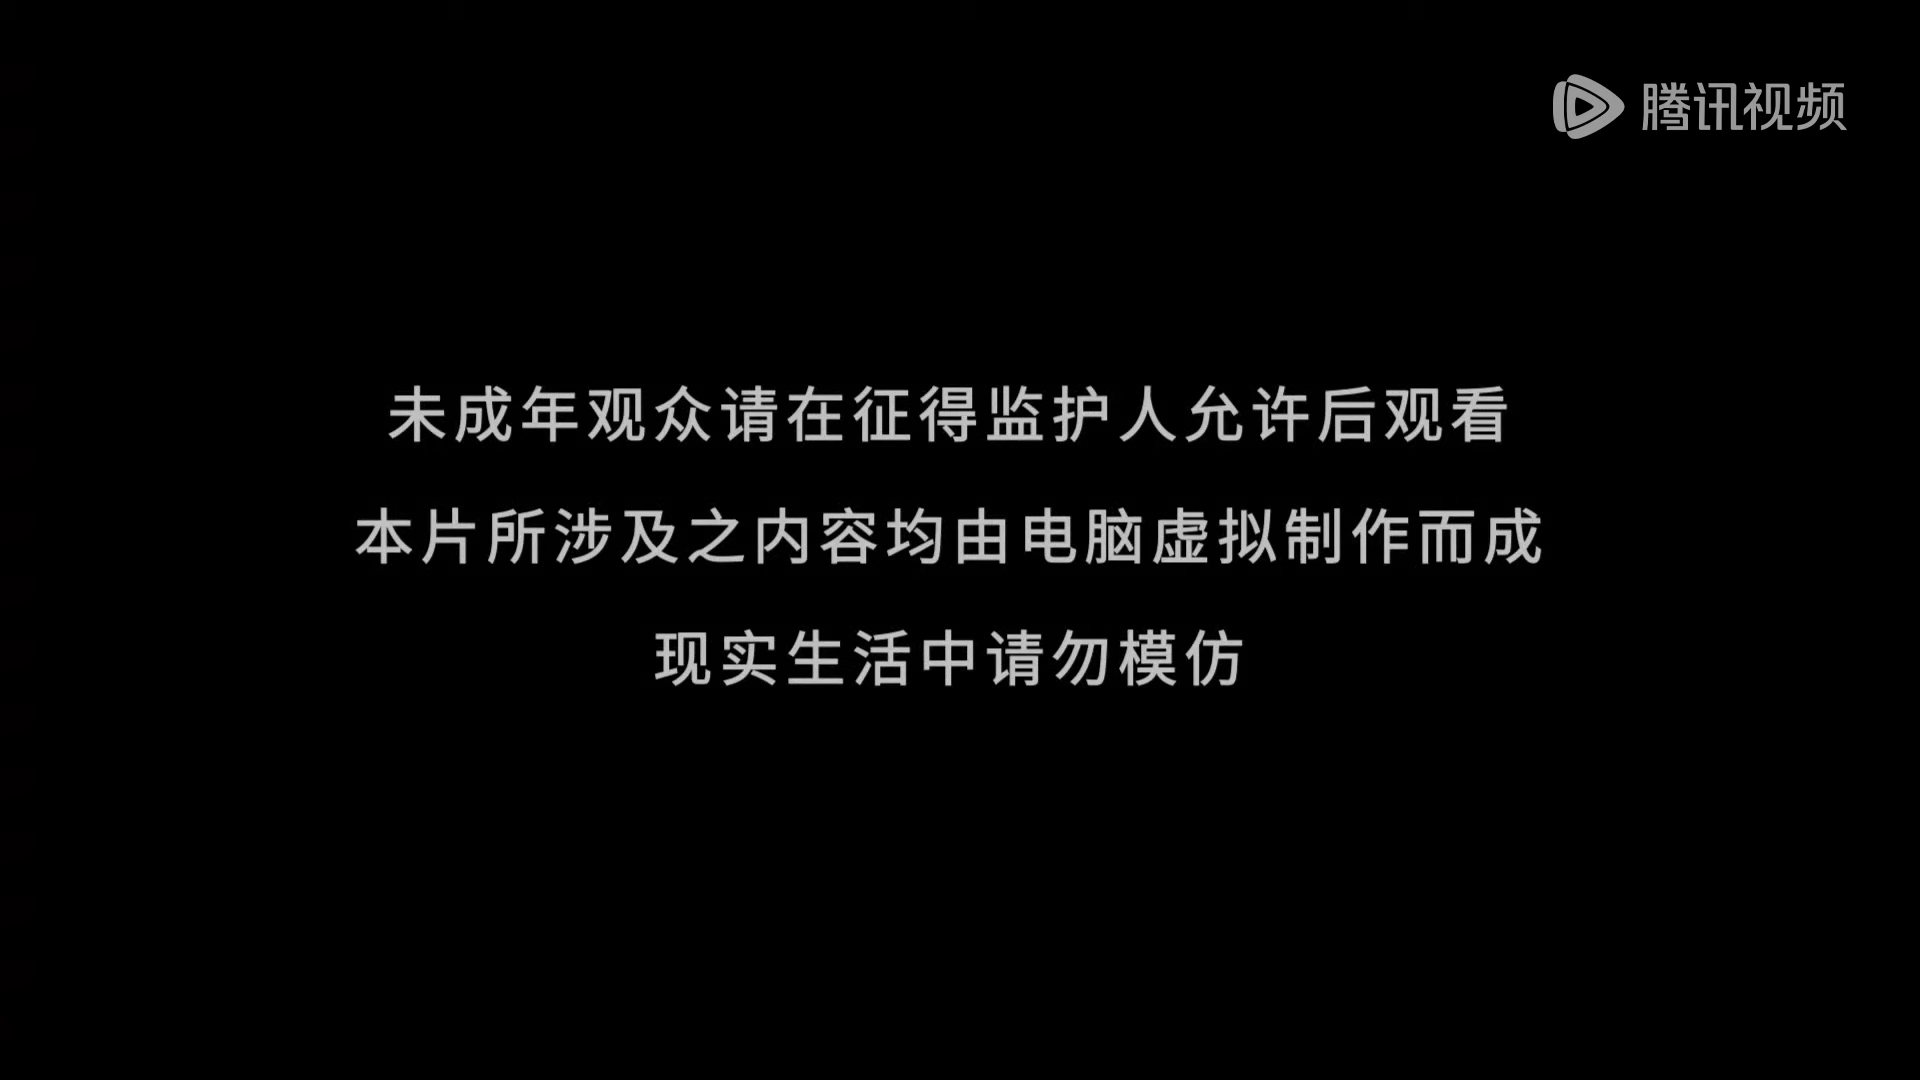 腾讯视频
未成年观众请在征得监护人允许后观看
本片所涉及之内容均由电脑虚拟制作而成
现实生活中请勿模仿